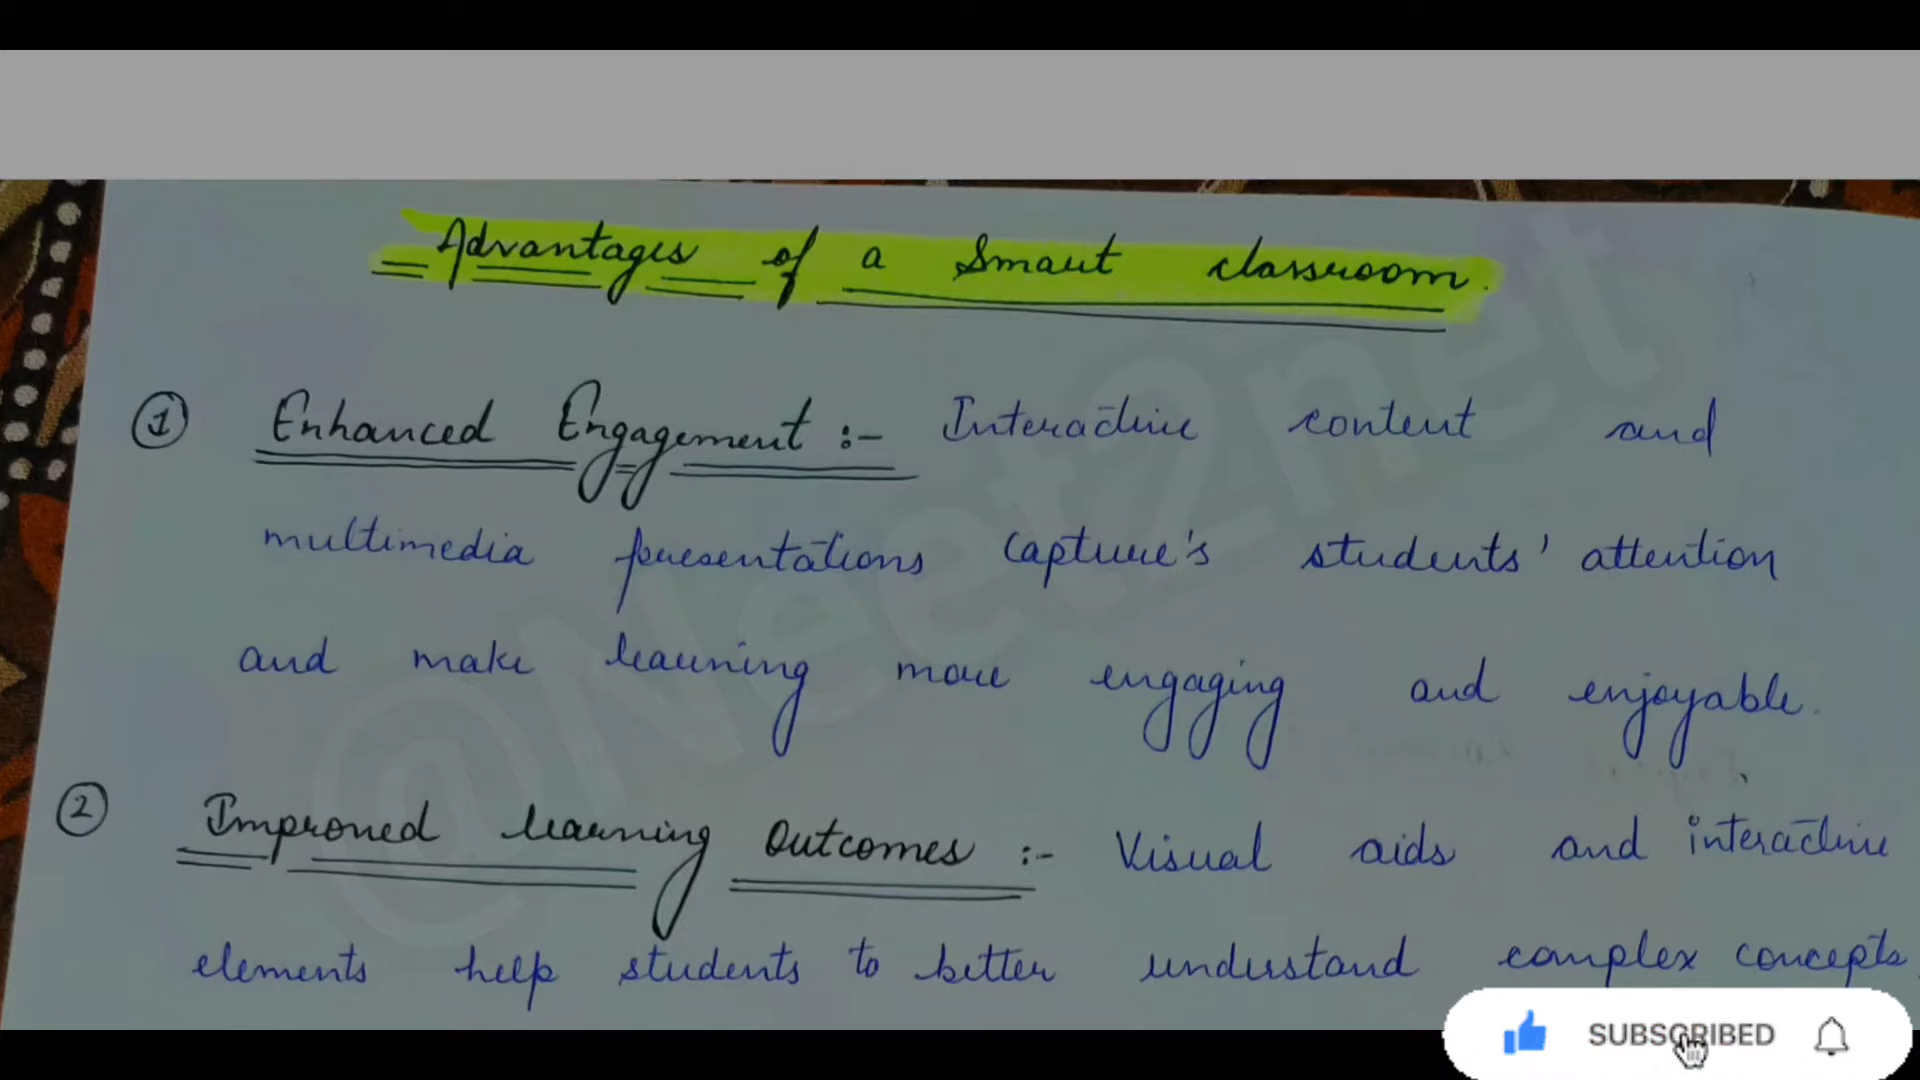 Advantages of a Smart classroom.
① Enhanced Engagement :- Interactive content and
multimedia presentations capture's students' attention
and make learning more engaging and enjoyable.
② Improved learning Outcomes :- Visual aids and interactive
elements help students to better understand complex concepts.
@Neet2net
SUBSCRIBED